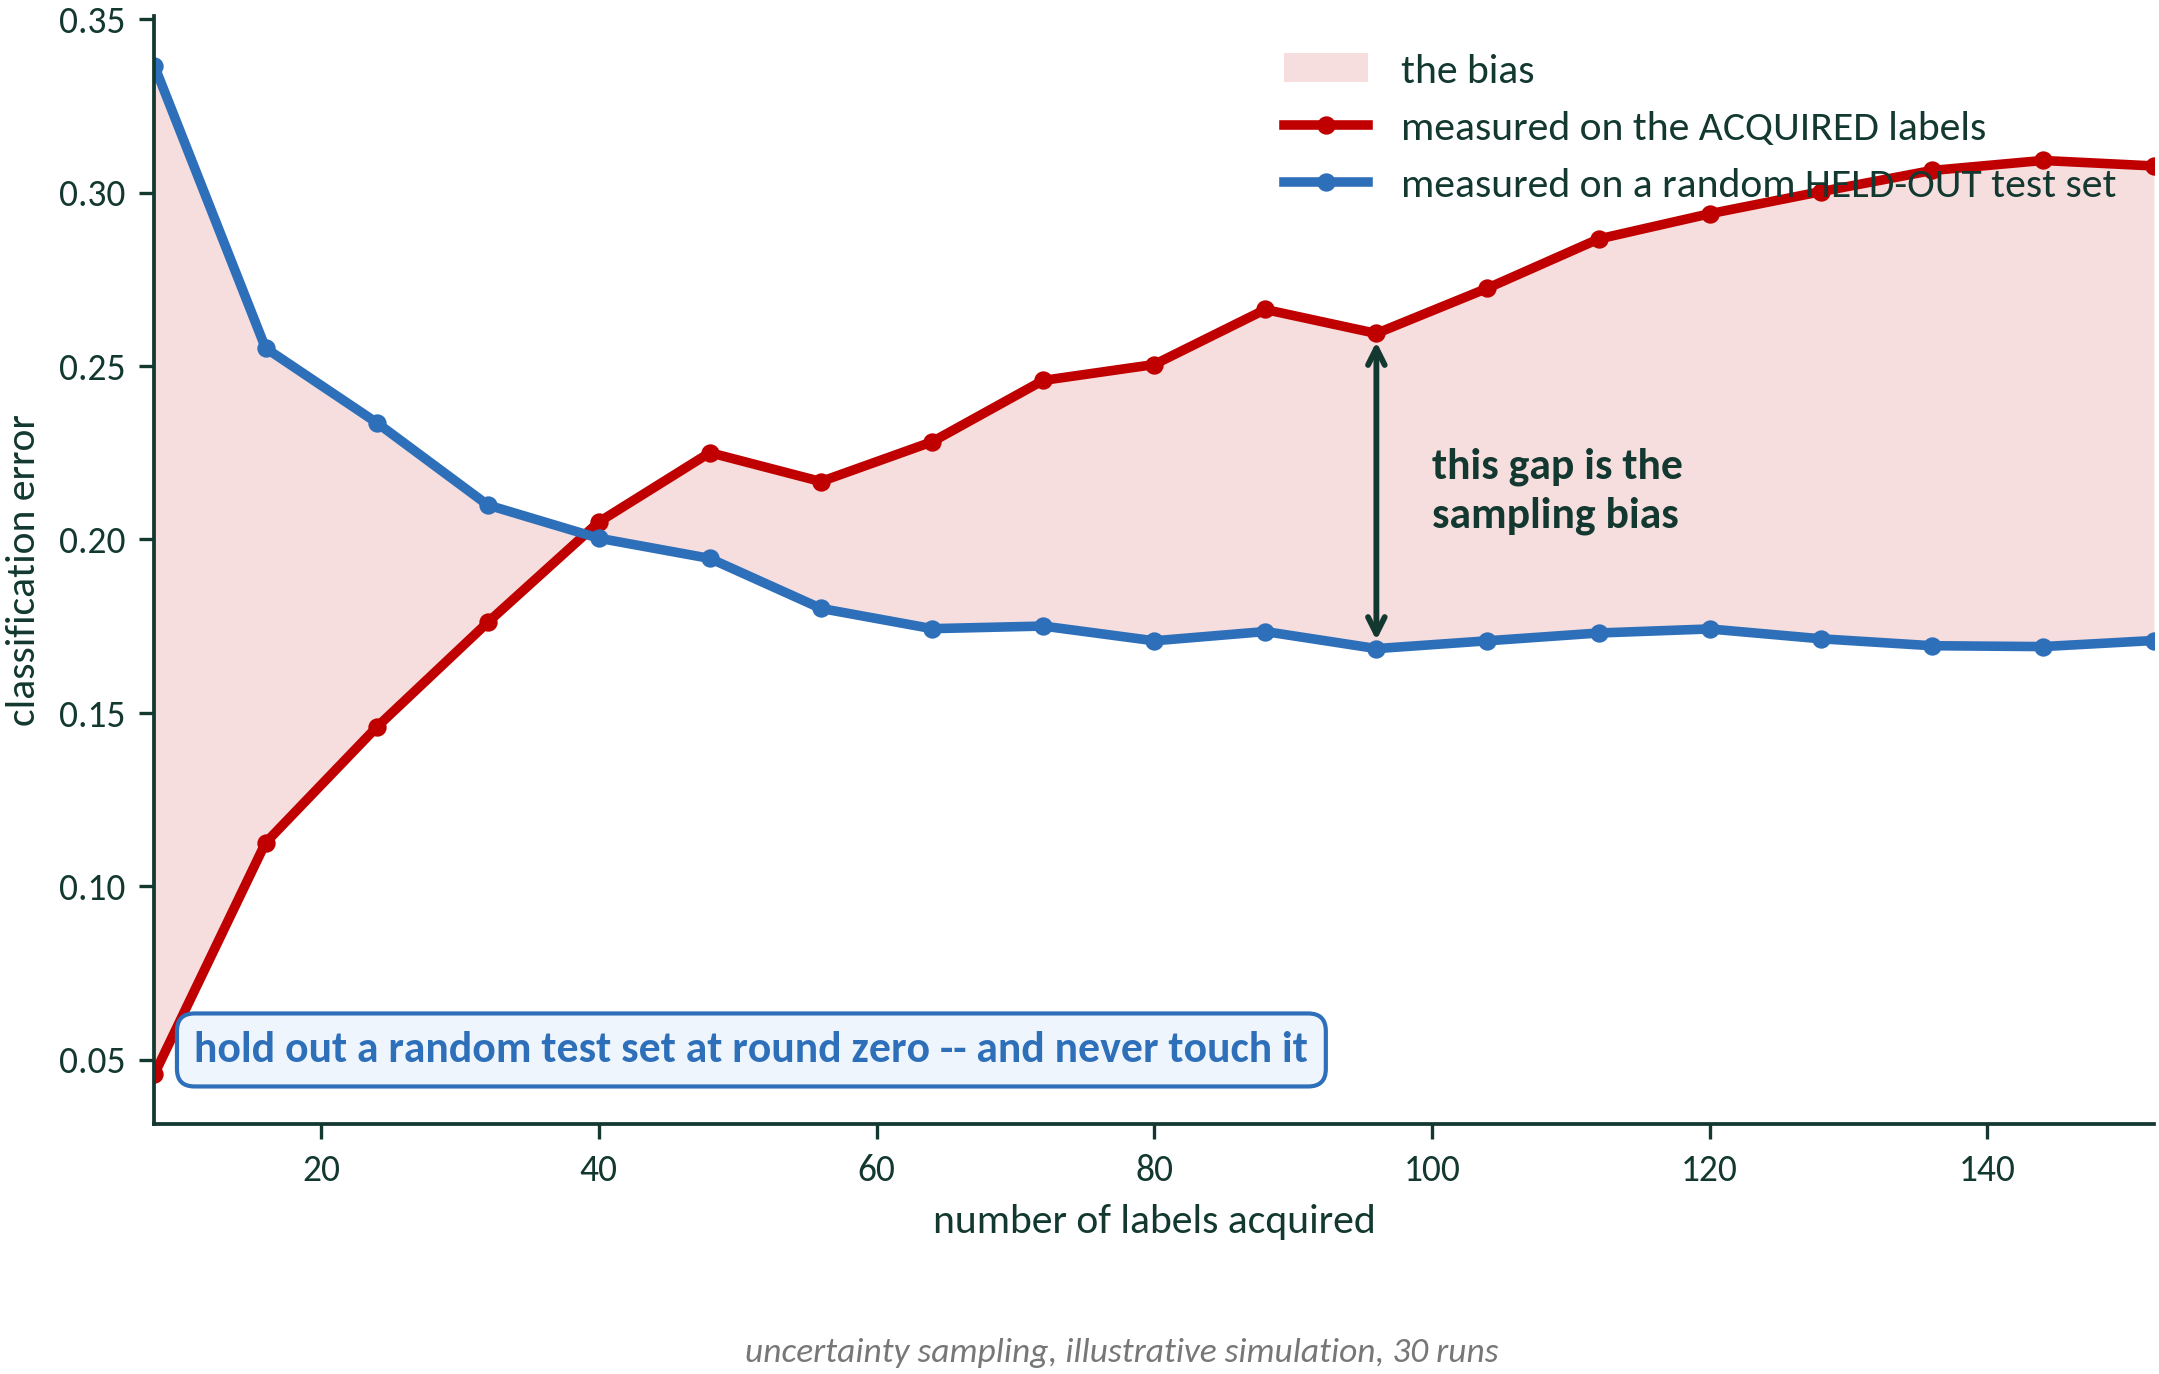 0.35
0.30
0.25
0.20
0.15
0.10
0.05
classification error
the bias
measured on the ACQUIRED labels
measured on a random HELD-OUT test set
this gap is the
sampling bias
hold out a random test set at round zero -- and never touch it
20 40 60 80 100 120 140
number of labels acquired
uncertainty sampling, illustrative simulation, 30 runs